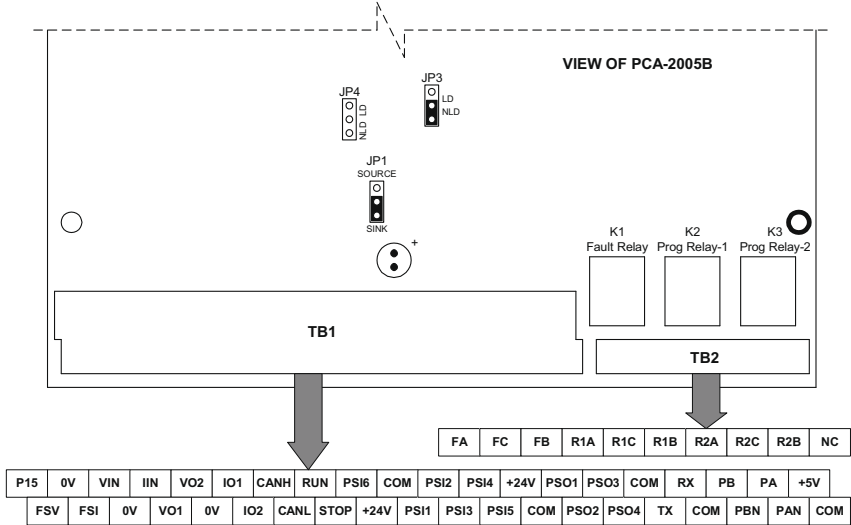 VIEW OF PCA-2005B
JP3
LD
NLD
JP4
LD
NLD
JP1
SOURCE
SINK
+
K1 K2 K3
Fault Relay Prog Relay-1 Prog Relay-2
TB1
TB2
FA FC FB R1A R1C R1B R2A R2C R2B NC
P15 0V VIN IIN VO2 IO1 CANH RUN PSI6 COM PSI2 PSI4 +24V PSO1 PSO3 COM RX PB PA +5V
FSV FSI 0V VO1 0V IO2 CANL STOP +24V PSI1 PSI3 PSI5 COM PSO2 PSO4 TX COM PBN PAN COM